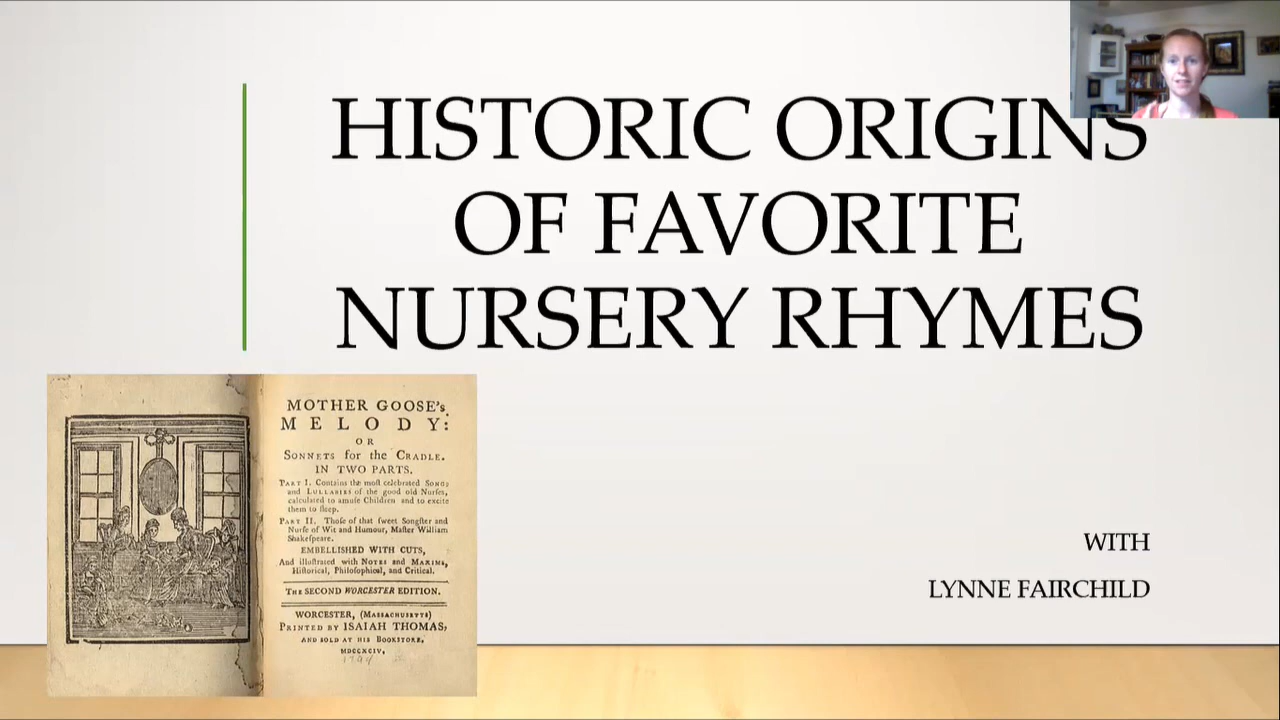 HISTORIC ORIGINS
OF FAVORITE
NURSERY RHYMES
MOTHER GOOSE's
MELODY:
OR
SONNETS for the CRADLE.
IN TWO PARTS.
PART I. Contains the moſt celebrated SONGS
and LULLABIES of the good old Nurſes,
calculated to amuſe Children and to excite
them to ſleep.
PART II. Thoſe of that ſweet Songſter and
Nurſe of Wit and Humour, Maſter William
Shakeſpeare.
EMBELLISHED WITH CUTS,
And illuſtrated with NOTES and MAXIMS,
Hiſtorical, Philoſophical, and Critical.
THE SECOND WORCESTER EDITION.
WORCESTER, (MASSACHUSETTS)
PRINTED BY ISAIAH THOMAS,
AND SOLD AT HIS BOOKSTORE.
MDCCXCIV.
1794
WITH
LYNNE FAIRCHILD